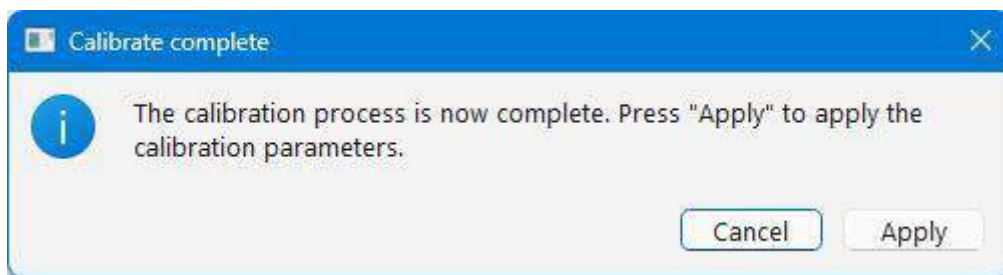 Calibrate complete
The calibration process is now complete. Press "Apply" to apply the
calibration parameters.
Cancel
Apply